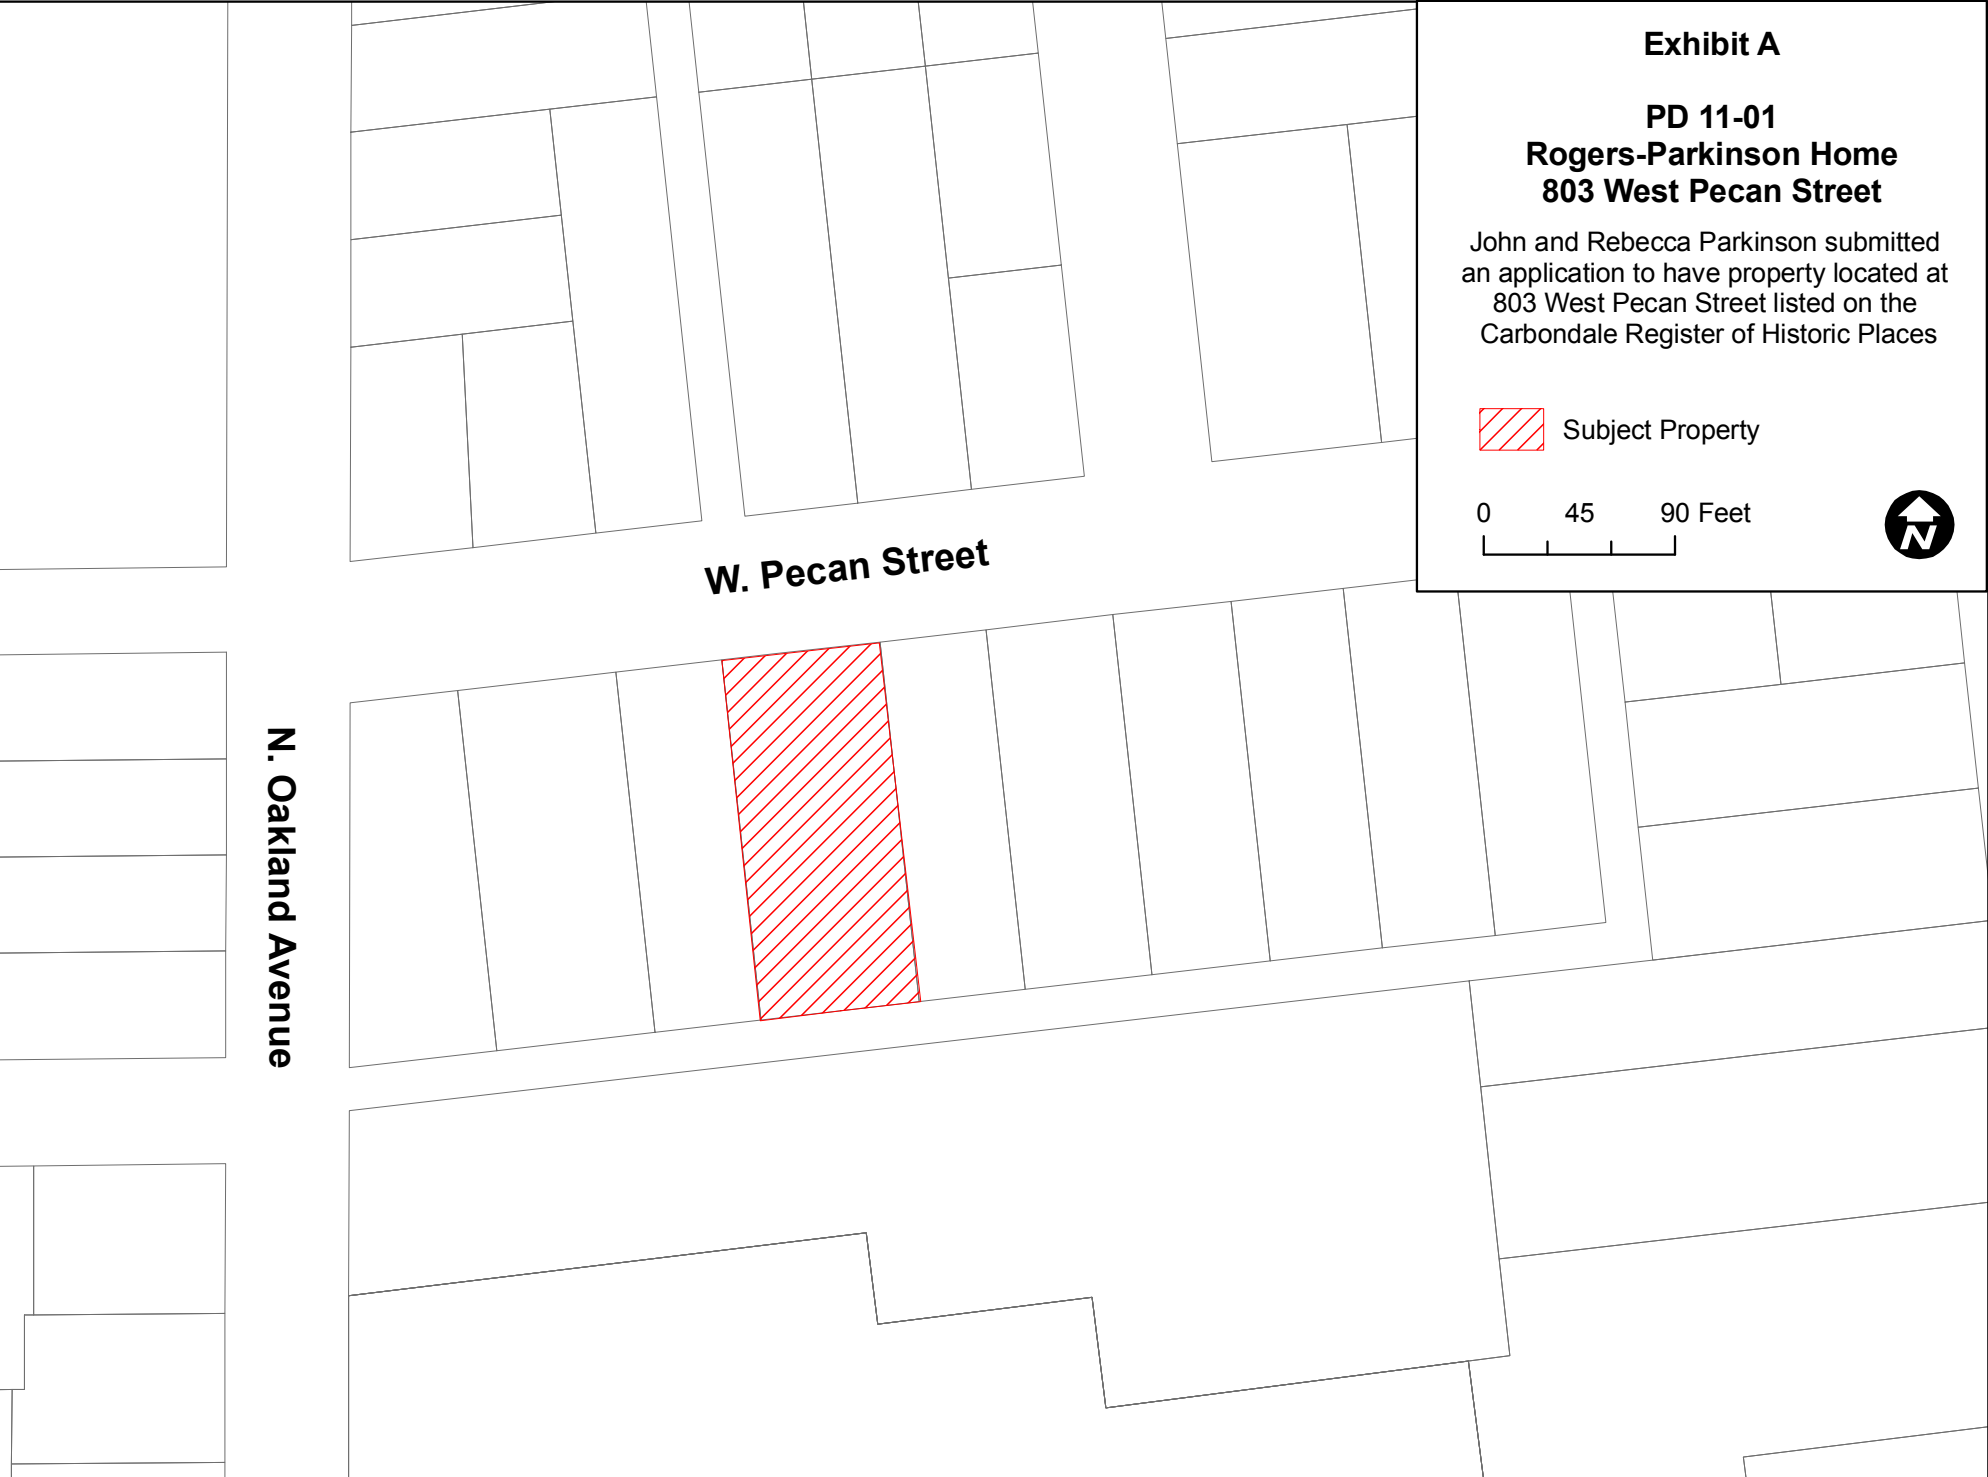 Exhibit A
PD 11-01
Rogers-Parkinson Home
803 West Pecan Street
John and Rebecca Parkinson submitted
an application to have property located at
803 West Pecan Street listed on the
Carbondale Register of Historic Places
Subject Property
0 45 90 Feet
N
W. Pecan Street
N. Oakland Avenue